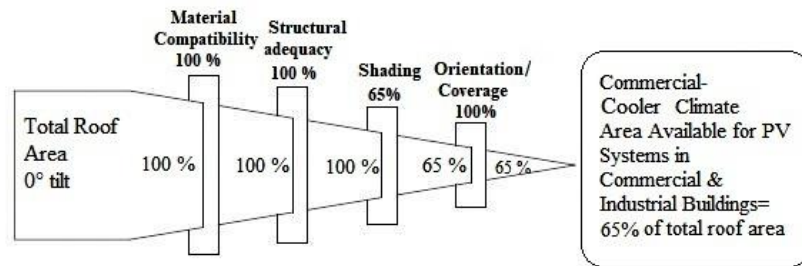 Material
Compatibility
100 %
Structural
adequacy
100 %
Shading
65%
Orientation/
Coverage
100%
Total Roof
Area
0° tilt
100 %
100 %
100 %
65 %
65 %
Commercial-
Cooler Climate
Area Available for PV
Systems in
Commercial &
Industrial Buildings=
65% of total roof area